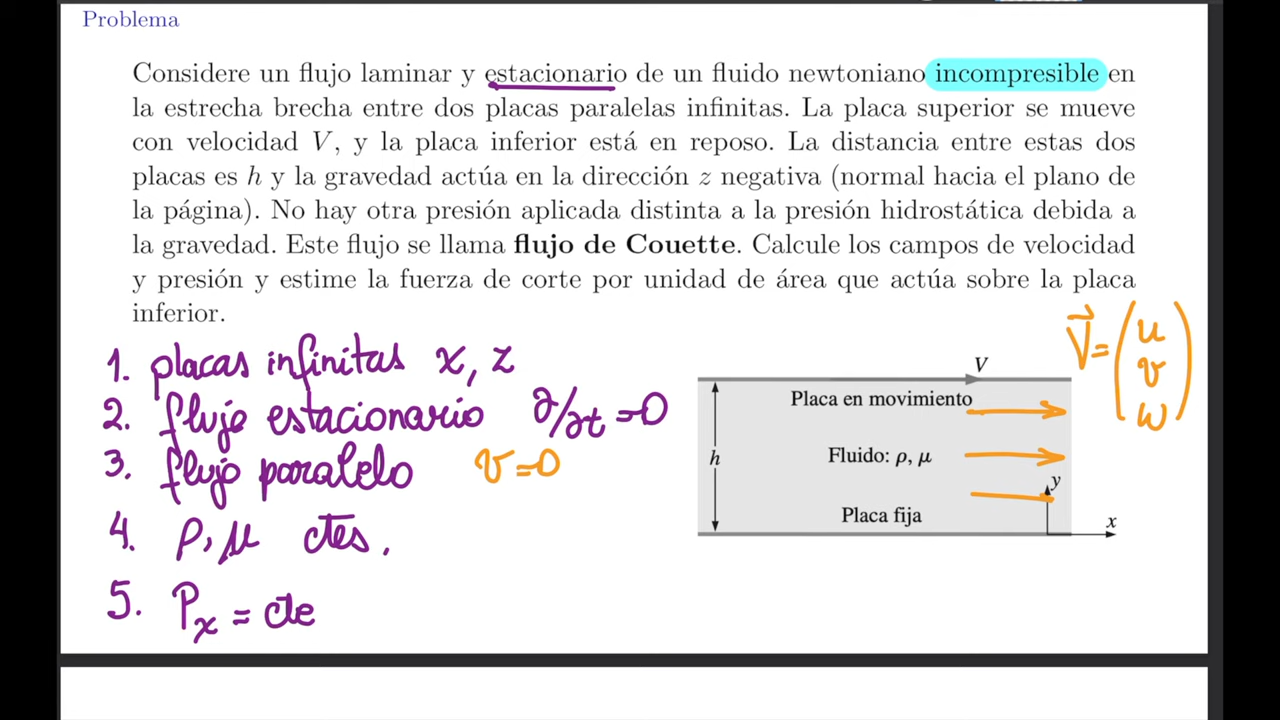 Problema
Considere un flujo laminar y estacionario de un fluido newtoniano incompresible en
la estrecha brecha entre dos placas paralelas infinitas. La placa superior se mueve
con velocidad V, y la placa inferior está en reposo. La distancia entre estas dos
placas es h y la gravedad actúa en la dirección z negativa (normal hacia el plano de
la página). No hay otra presión aplicada distinta a la presión hidrostática debida a
la gravedad. Este flujo se llama flujo de Couette. Calcule los campos de velocidad
y presión y estime la fuerza de corte por unidad de área que actúa sobre la placa
inferior.
1. placas infinitas x, z
2. flujo estacionario ∂/∂t=0
3. flujo paralelo v=0
4. ρ, μ ctes.
5. Pₓ = cte
V
Placa en movimiento
h
Fluido: ρ, μ
y
Placa fija
x
V⃗=
u
v
w